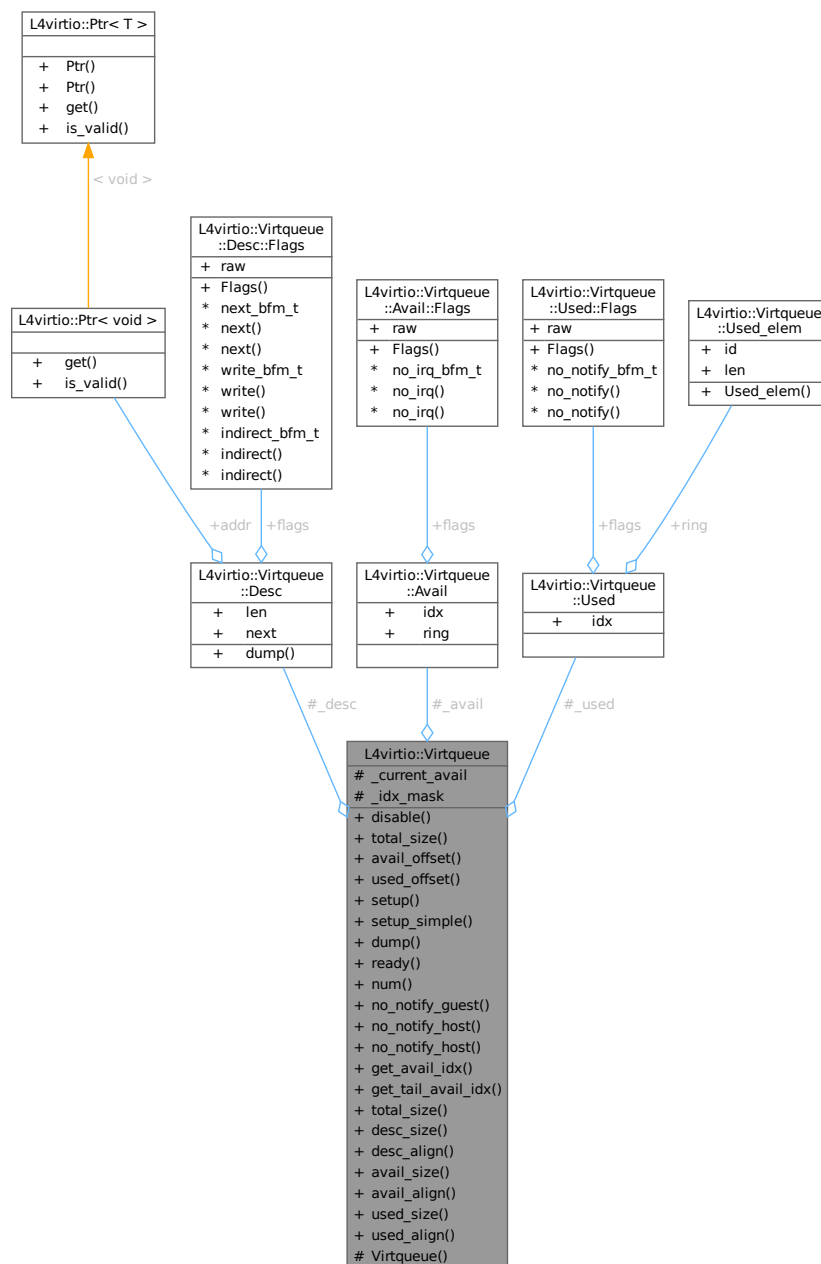 L4virtio::Ptr< T >
+ Ptr()
+ Ptr()
+ get()
+ is_valid()
< void >
L4virtio::Ptr< void >
+ get()
+ is_valid()
L4virtio::Virtqueue
::Desc::Flags
+ raw
+ Flags()
* next_bfm_t
* next()
* next()
* write_bfm_t
* write()
* write()
* indirect_bfm_t
* indirect()
* indirect()
L4virtio::Virtqueue
::Avail::Flags
+ raw
+ Flags()
* no_irq_bfm_t
* no_irq()
* no_irq()
L4virtio::Virtqueue
::Used::Flags
+ raw
+ Flags()
* no_notify_bfm_t
* no_notify()
* no_notify()
L4virtio::Virtqueue
::Used_elem
+ id
+ len
+ Used_elem()
+addr
+flags
+flags
+flags
+ring
L4virtio::Virtqueue
::Desc
+ len
+ next
+ dump()
L4virtio::Virtqueue
::Avail
+ idx
+ ring
L4virtio::Virtqueue
::Used
+ idx
#_desc
#_avail
#_used
L4virtio::Virtqueue
# _current_avail
# _idx_mask
+ disable()
+ total_size()
+ avail_offset()
+ used_offset()
+ setup()
+ setup_simple()
+ dump()
+ ready()
+ num()
+ no_notify_guest()
+ no_notify_host()
+ no_notify_host()
+ get_avail_idx()
+ get_tail_avail_idx()
+ total_size()
+ desc_size()
+ desc_align()
+ avail_size()
+ avail_align()
+ used_size()
+ used_align()
# Virtqueue()